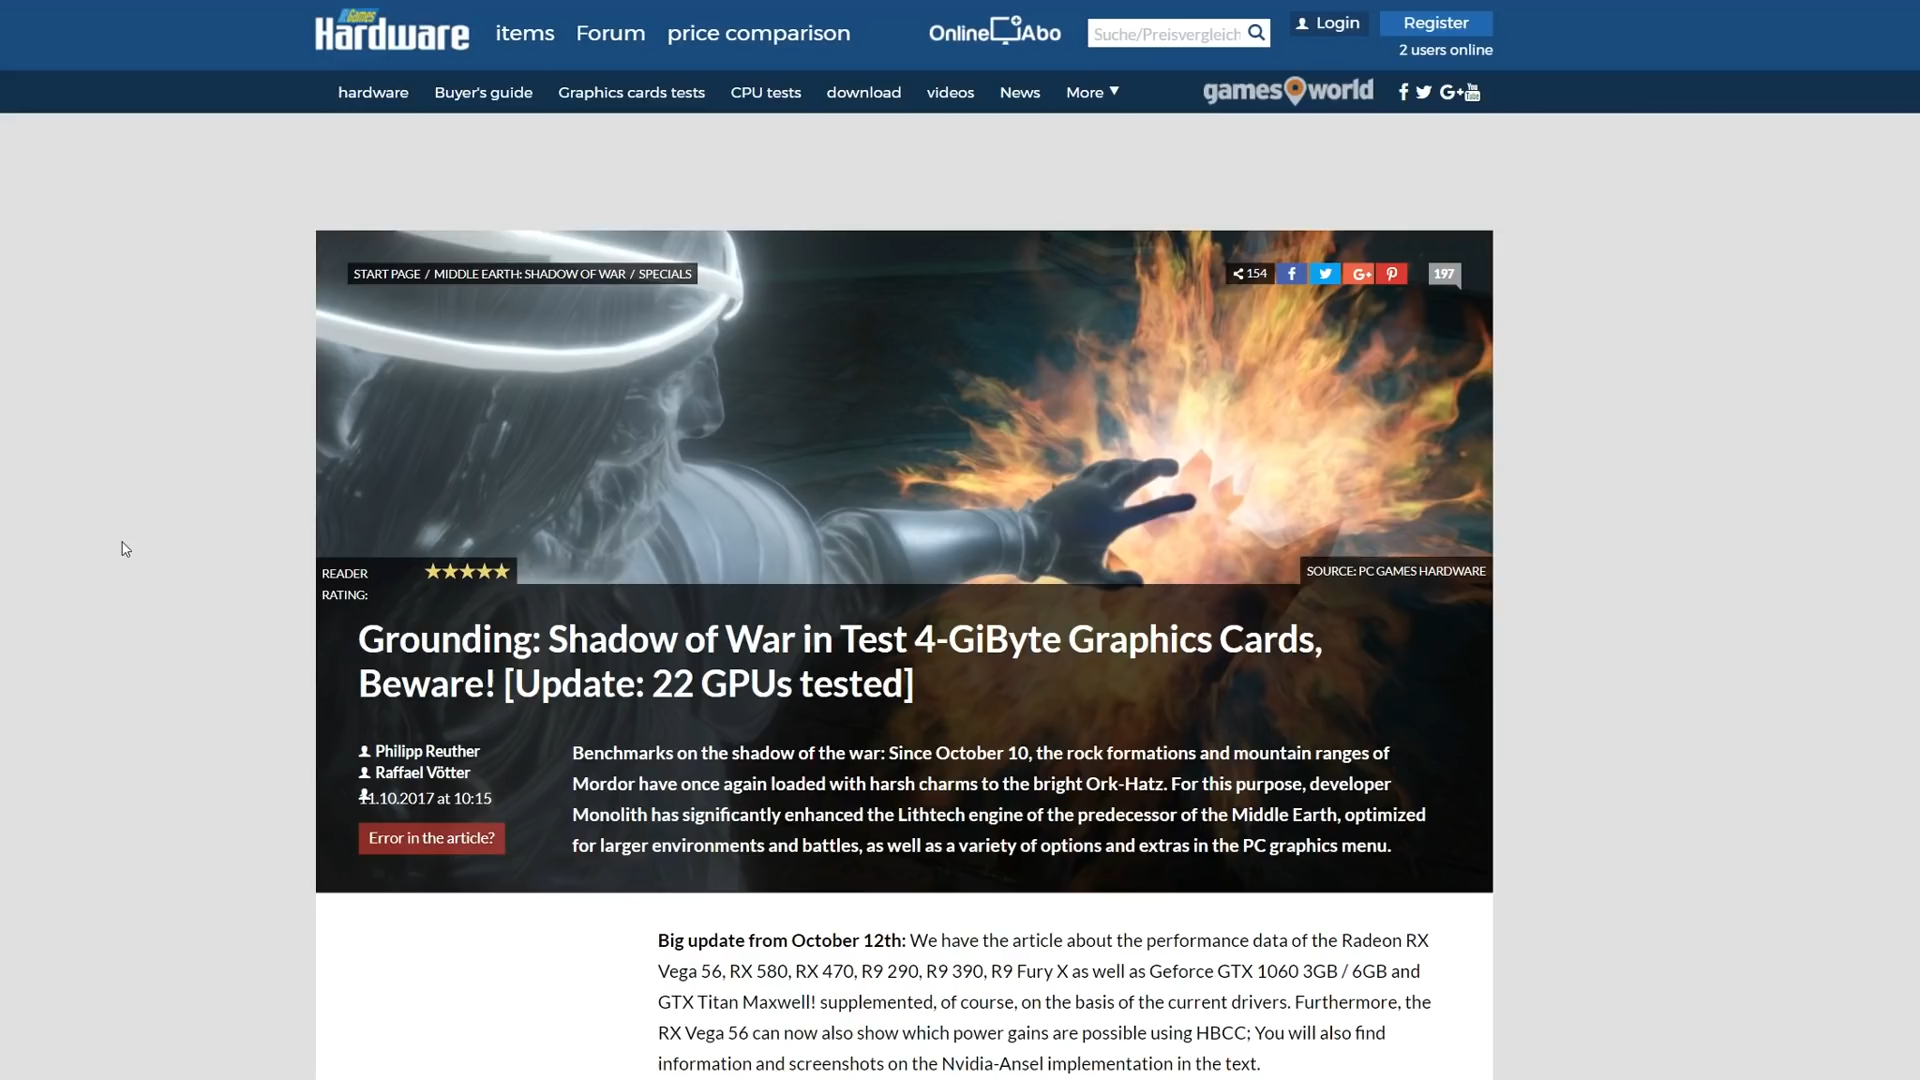 Games
Hardware
items
Forum
price comparison
Online Abo
Suche/Preisvergleich
Login
Register
2 users online
hardware
Buyer's guide
Graphics cards tests
CPU tests
download
videos
News
More
games world
START PAGE / MIDDLE EARTH: SHADOW OF WAR / SPECIALS
154
197
READER
RATING:
SOURCE: PC GAMES HARDWARE
Grounding: Shadow of War in Test 4-GiByte Graphics Cards,
Beware! [Update: 22 GPUs tested]
Philipp Reuther
Raffael Vötter
11.10.2017 at 10:15
Error in the article?
Benchmarks on the shadow of the war: Since October 10, the rock formations and mountain ranges of
Mordor have once again loaded with harsh charms to the bright Ork-Hatz. For this purpose, developer
Monolith has significantly enhanced the Lithtech engine of the predecessor of the Middle Earth, optimized
for larger environments and battles, as well as a variety of options and extras in the PC graphics menu.
Big update from October 12th: We have the article about the performance data of the Radeon RX
Vega 56, RX 580, RX 470, R9 290, R9 390, R9 Fury X as well as Geforce GTX 1060 3GB / 6GB and
GTX Titan Maxwell! supplemented, of course, on the basis of the current drivers. Furthermore, the
RX Vega 56 can now also show which power gains are possible using HBCC; You will also find
information and screenshots on the Nvidia-Ansel implementation in the text.